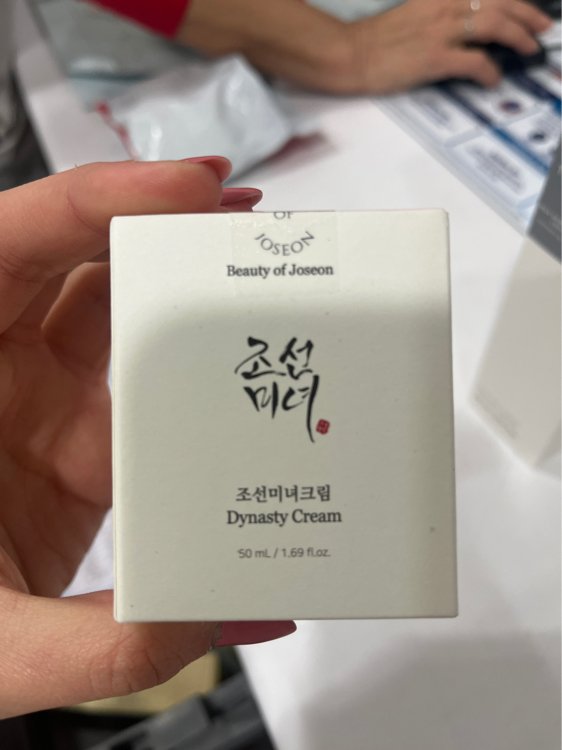 OF
JOSEON
Beauty of Joseon
조선
미녀
조선미녀크림
Dynasty Cream
50 mL / 1.69 fl.oz.